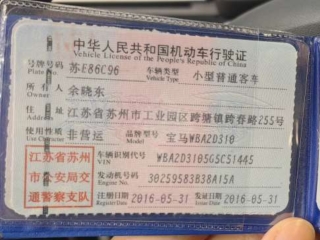 中华人民共和国机动车行驶证
Vehicle License of the People's Republic of China
号牌号码 苏E86C96 车辆类型 小型普通客车
Plate No. Vehicle Type
所有人 余晓东
Owner
住址 江苏省苏州市工业园区跨塘镇跨春路255号
Address
使用性质 非营运 品牌型号 宝马WBA2D310
Use Character Model
江苏省苏州 车辆识别代号 WBA2D3105G5C51445
市公安局交 VIN
通警察支队 发动机号码 30259583B38A15A
Engine No.
注册日期 2016-05-31 发证日期 2016-05-31
Register Date Issue Date